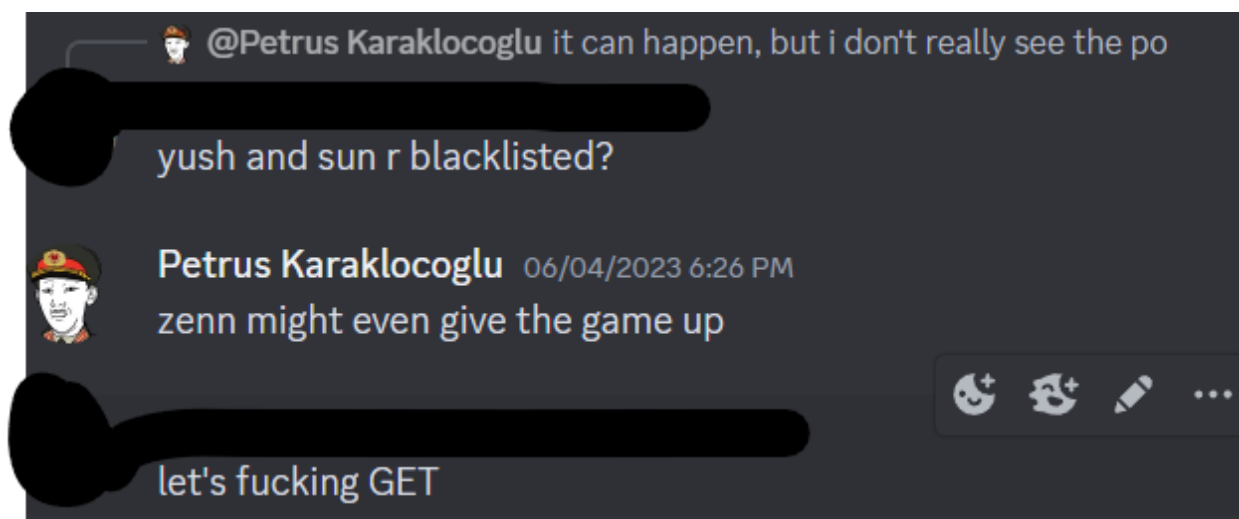 @Petrus Karaklocoglu it can happen, but i don't really see the po
yush and sun r blacklisted?
Petrus Karaklocoglu 06/04/2023 6:26 PM
zenn might even give the game up
let's fucking GET